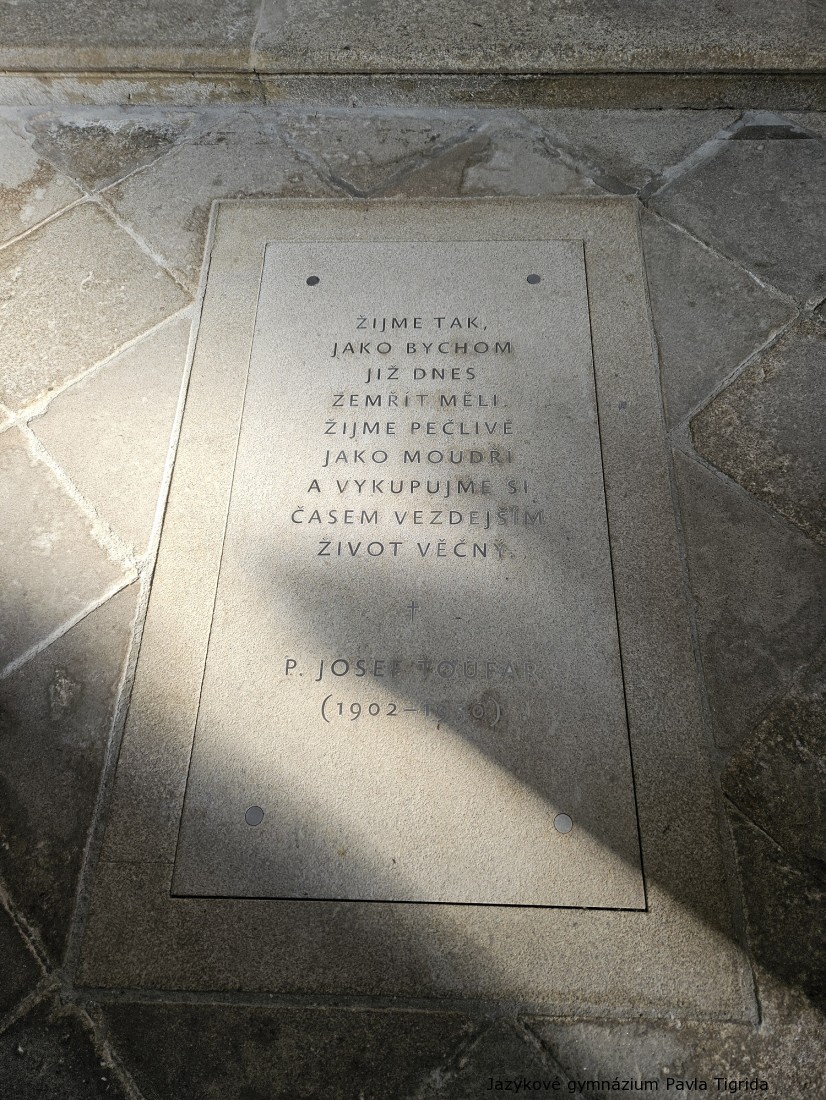 ŽIJME TAK,
JAKO BYCHOM
JIŽ DNES
ZEMŘÍT MĚLI.
ŽIJME PEČLIVĚ
JAKO MOUDŘÍ
A VYKUPUJME SI
ČASEM VEZDEJŠÍM
ŽIVOT VĚČNÝ.
†
P. JOSEF TOUFAR
(1902–1950)
Jazykové gymnázium Pavla Tigrida